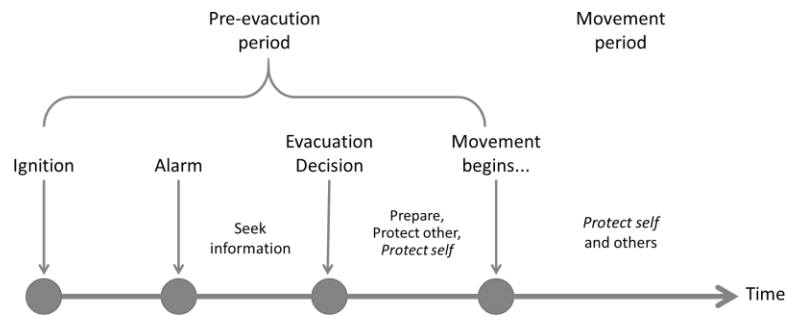 Pre-evacution
period
Movement
period
Ignition
Alarm
Evacuation
Decision
Movement
begins...
Seek
information
Prepare,
Protect other,
Protect self
Protect self
and others
Time